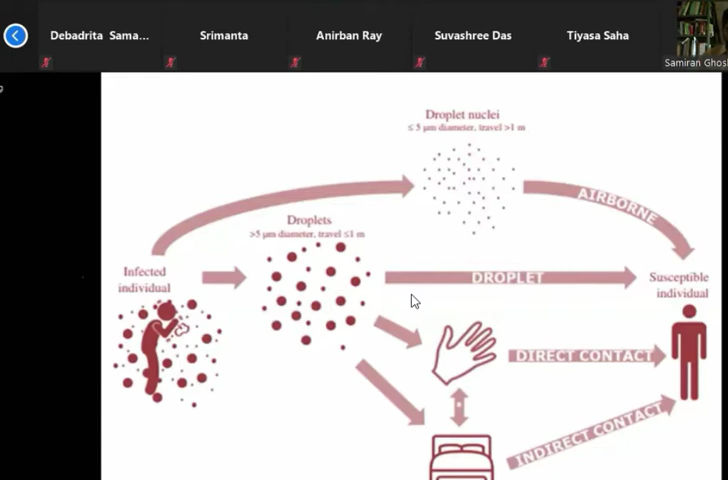 Debadrita Sama...
Srimanta
Anirban Ray
Suvashree Das
Tiyasa Saha
Samiran Ghosl
Droplet nuclei
≤ 5 µm diameter, travel >1 m
AIRBORNE
Droplets
>5 µm diameter, travel ≤1 m
Infected
individual
DROPLET
Susceptible
individual
DIRECT CONTACT
INDIRECT CONTACT